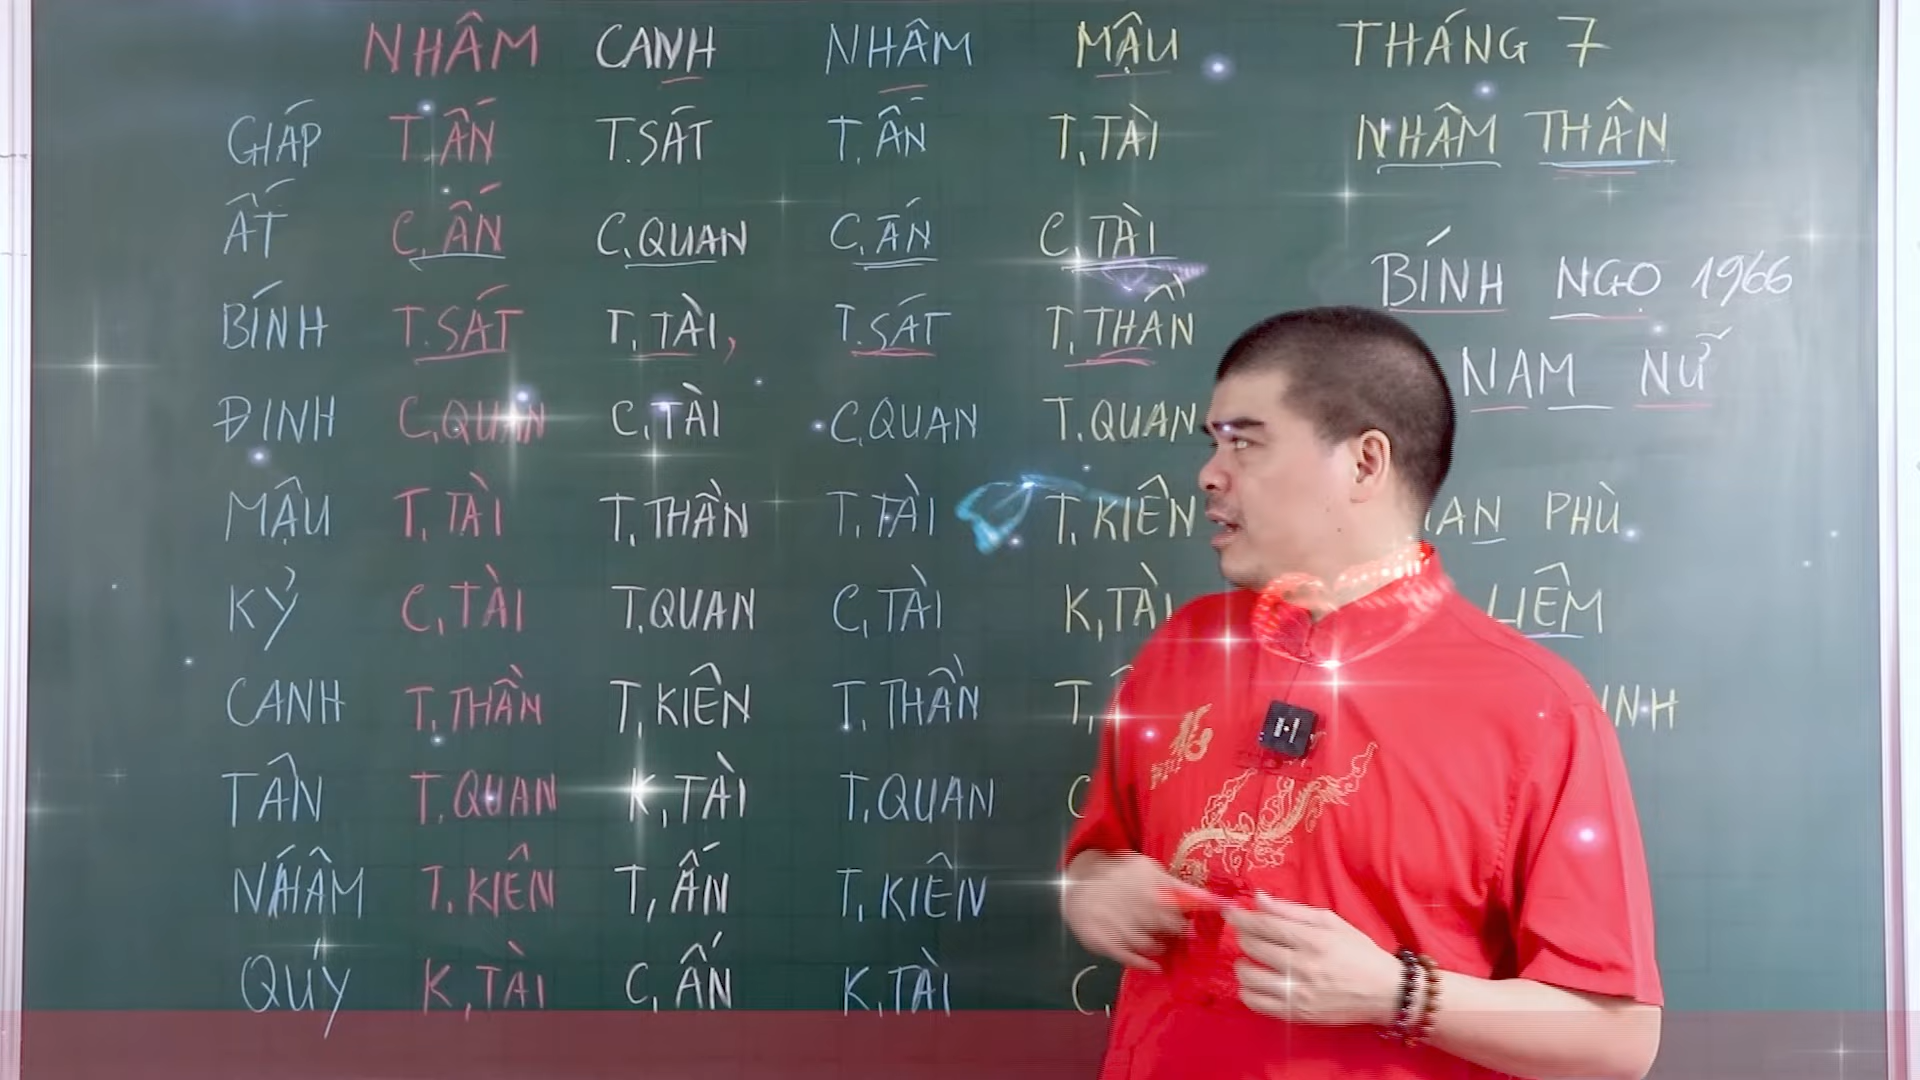 NHÂM CANH NHÂM MẬU THÁNG 7
GIÁP T.ẤN T.SÁT T.ẤN T.TÀI NHÂM THÂN
ẤT C.ẤN C.QUAN C.ẤN C.TÀI
BÍNH NGỌ 1966
BÍNH T.SÁT T.TÀI, T.SÁT T.THẦN
NAM NỮ
ĐINH C.QUAN C.TÀI C.QUAN T.QUAN
MẬU T.TÀI T.THẦN T.TÀI T.KIÊN PHÙ
KỶ C.TÀI T.QUAN C.TÀI K.TÀI LIÊM
CANH T.THẦN T.KIÊN T.THẦN T.
TÂN T.QUAN K.TÀI T.QUAN C
NHÂM T.KIÊN T.ẤN T.KIÊN
QUÝ K.TÀI C.ẤN K.TÀI C.